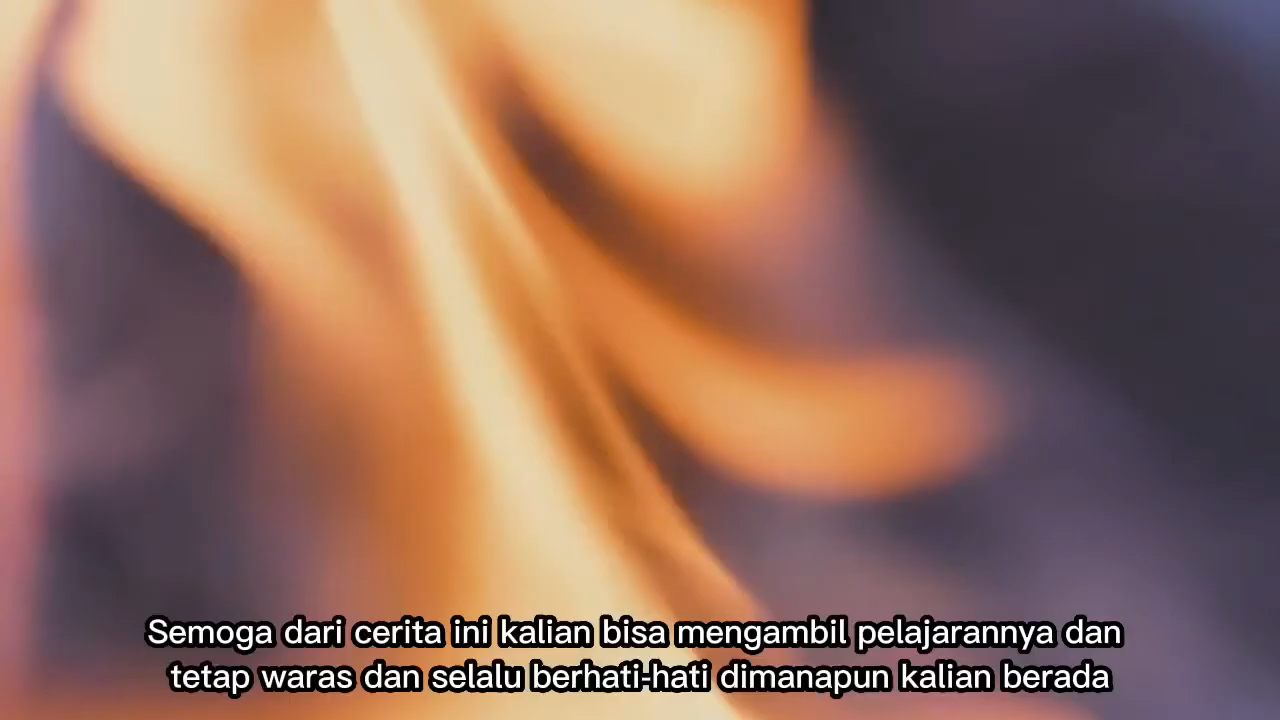 Semoga dari cerita ini kalian bisa mengambil pelajarannya dan
tetap waras dan selalu berhati-hati dimanapun kalian berada